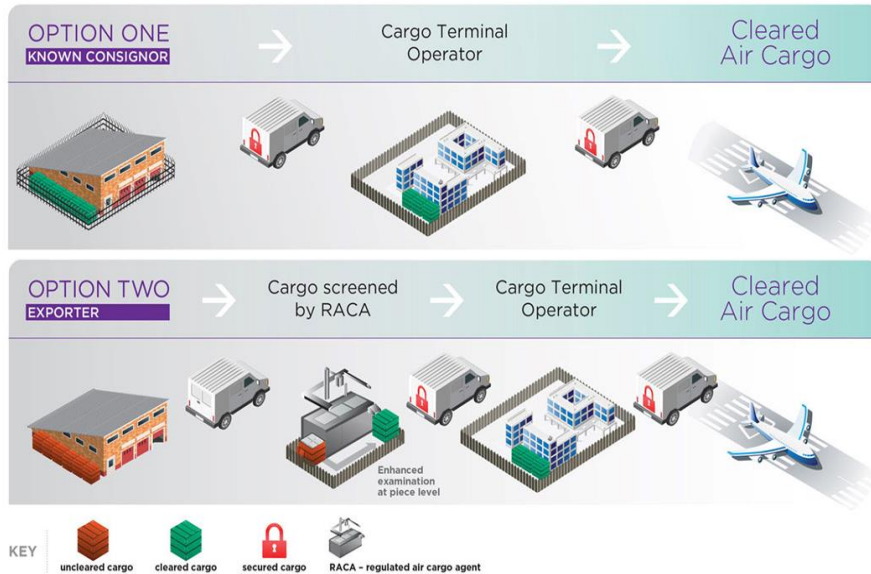 OPTION ONE
KNOWN CONSIGNOR
Cargo Terminal
Operator
Cleared
Air Cargo
OPTION TWO
EXPORTER
Cargo screened
by RACA
Cargo Terminal
Operator
Cleared
Air Cargo
Enhanced
examination
at piece level
KEY
uncleared cargo
cleared cargo
secured cargo
RACA – regulated air cargo agent